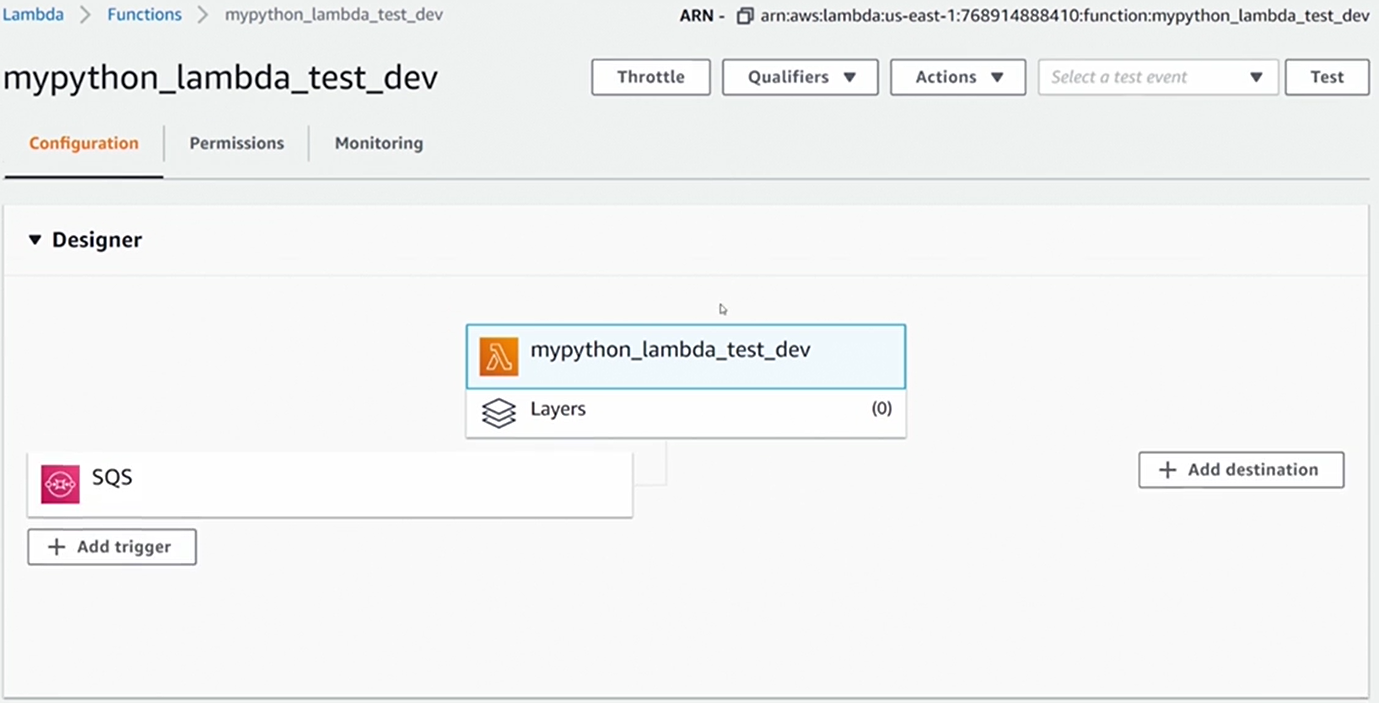 Lambda > Functions > mypython_lambda_test_dev
ARN - arn:aws:lambda:us-east-1:768914888410:function:mypython_lambda_test_dev
mypython_lambda_test_dev
Throttle
Qualifiers
Actions
Select a test event
Test
Configuration
Permissions
Monitoring
Designer
mypython_lambda_test_dev
Layers (0)
SQS
+ Add destination
+ Add trigger